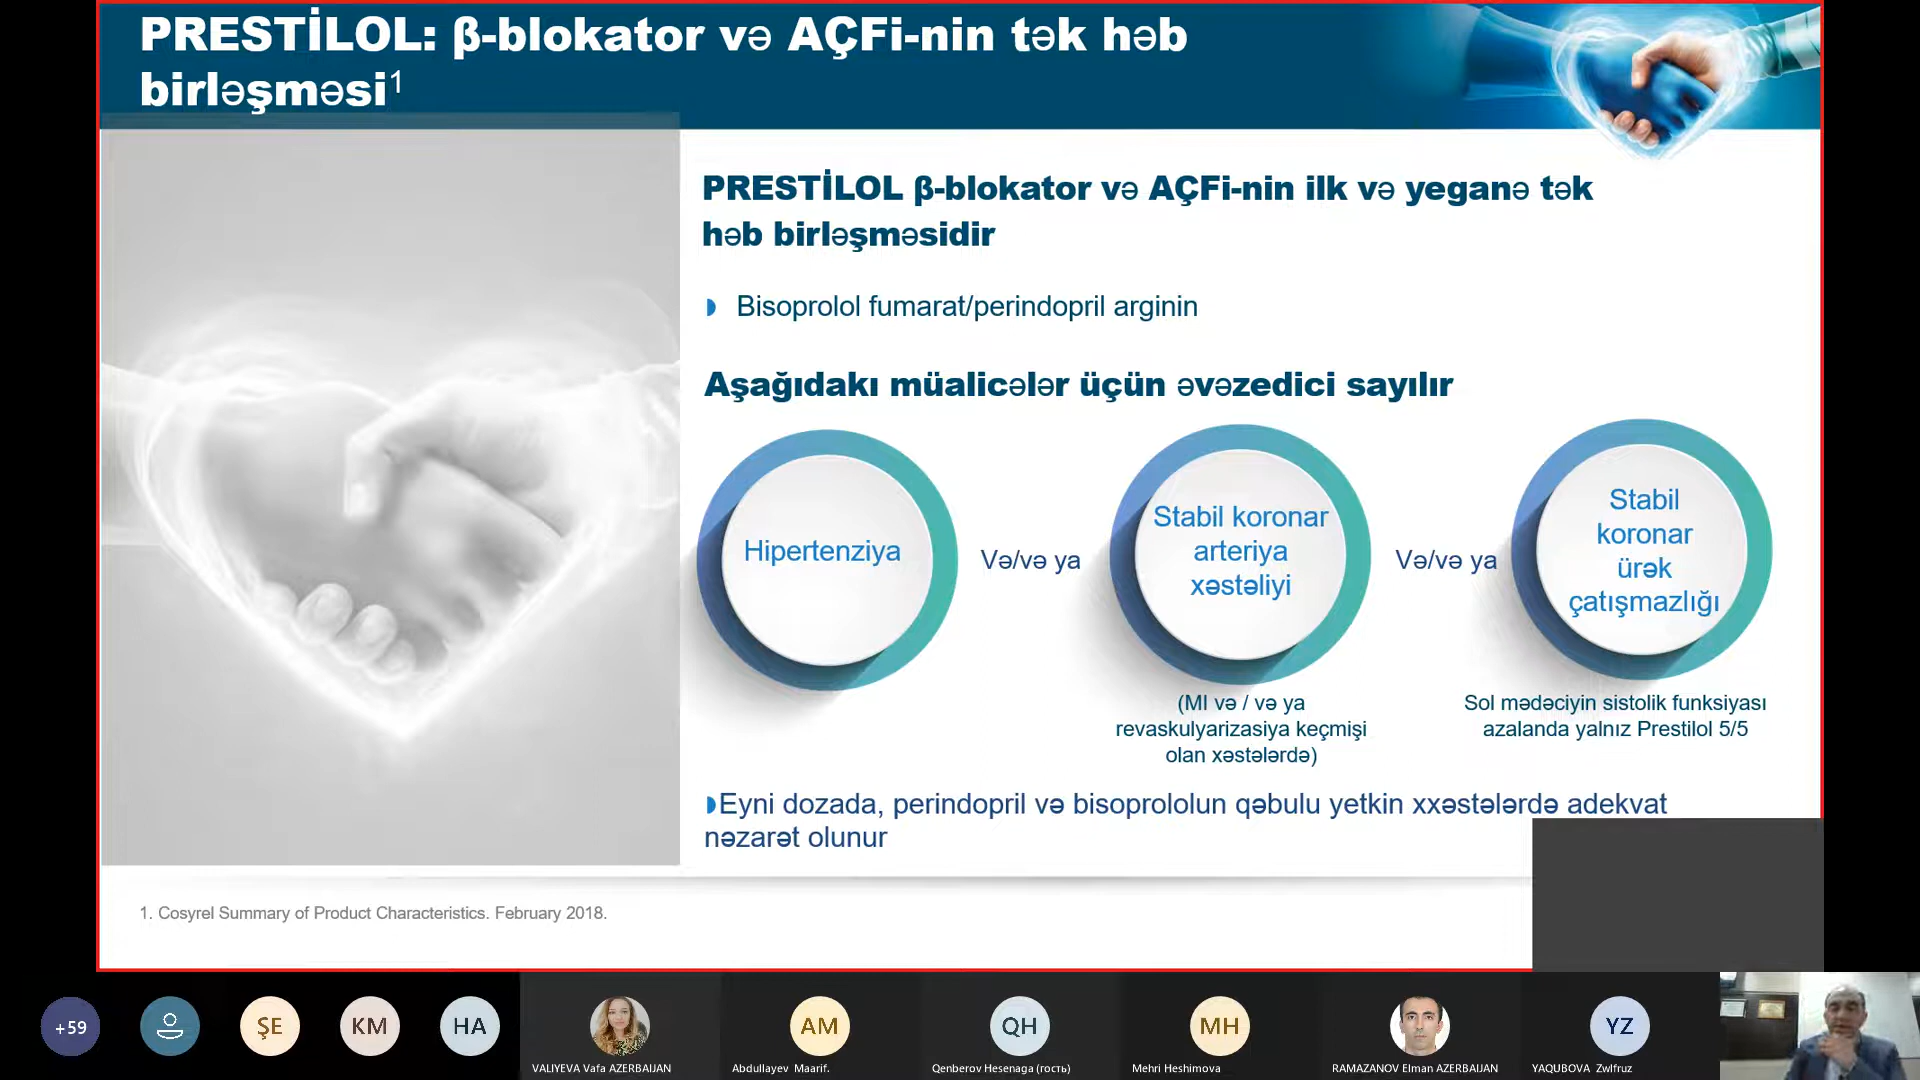 PRESTİLOL: β-blokator və AÇFi-nin tək həb
birləşməsi1
PRESTİLOL β-blokator və AÇFi-nin ilk və yeganə tək
həb birləşməsidir
Bisoprolol fumarat/perindopril arginin
Aşağıdakı müalicələr üçün əvəzedici sayılır
Hipertenziya
Və/və ya
Stabil koronar
arteriya
xəstəliyi
Və/və ya
Stabil
koronar
ürək
çatışmazlığı
(MI və / və ya
revaskulyarizasiya keçmişi
olan xəstələrdə)
Sol mədəciyin sistolik funksiyası
azalanda yalnız Prestilol 5/5
Eyni dozada, perindopril və bisoprololun qəbulu yetkin xxəstələrdə adekvat
nəzarət olunur
1. Cosyrel Summary of Product Characteristics. February 2018.
+59
ŞE
KM
HA
VALIYEVA Vafa AZERBAIJAN
AM
Abdullayev Maarif.
QH
Qenberov Hesenaga (гость)
MH
Mehri Heshimova
RAMAZANOV Elman AZERBAIJAN
YZ
YAQUBOVA Zwlfruz